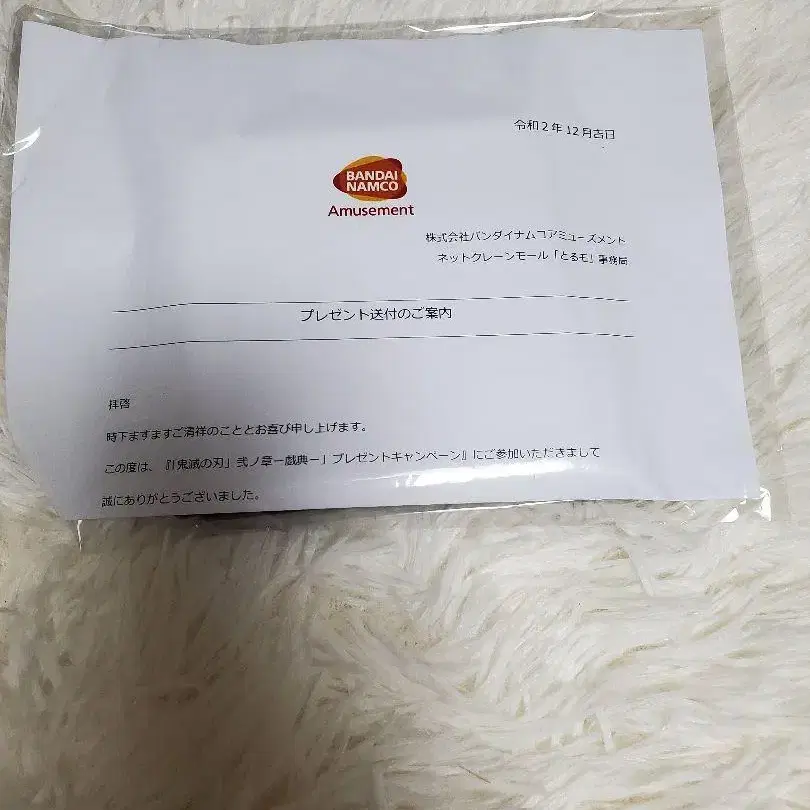 令和2年12月吉日
BANDAI
NAMCO
Amusement
株式会社バンダイナムコアミューズメント
ネットクレーンモール「とるモ」事務局
プレゼント送付のご案内
拝啓
時下ますますご清祥のこととお喜び申し上げます。
この度は、『「鬼滅の刃」弐ノ章ー戯典ー」プレゼントキャンペーン』にご参加いただきまして
誠にありがとうございました。